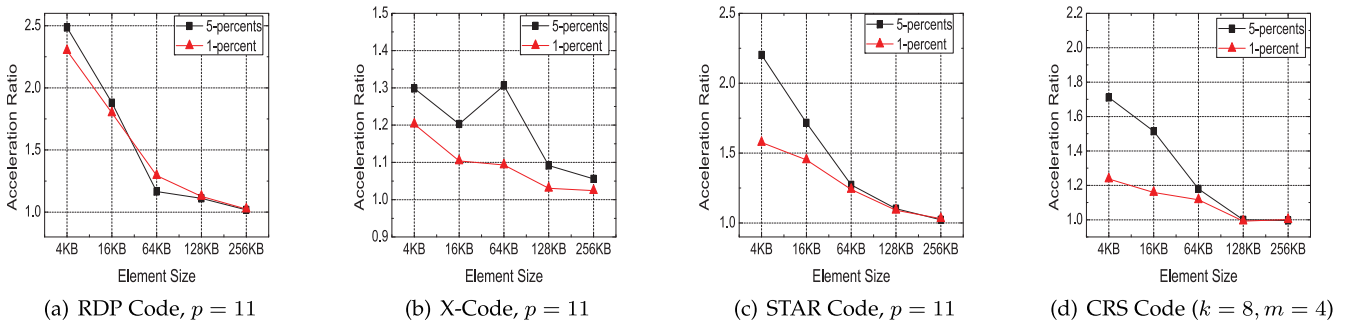 Acceleration Ratio
2.5
2.0
1.5
1.0
5-percents
1-percent
4KB 16KB 64KB 128KB 256KB
Element Size
(a) RDP Code, p = 11
Acceleration Ratio
1.5
1.4
1.3
1.2
1.1
1.0
0.9
5-percents
1-percent
4KB 16KB 64KB 128KB 256KB
Element Size
(b) X-Code, p = 11
Acceleration Ratio
2.5
2.0
1.5
1.0
5-percents
1-percent
4KB 16KB 64KB 128KB 256KB
Element Size
(c) STAR Code, p = 11
Acceleration Ratio
2.2
2.0
1.8
1.6
1.4
1.2
1.0
5-percents
1-percent
4KB 16KB 64KB 128KB 256KB
Element Size
(d) CRS Code (k = 8, m = 4)